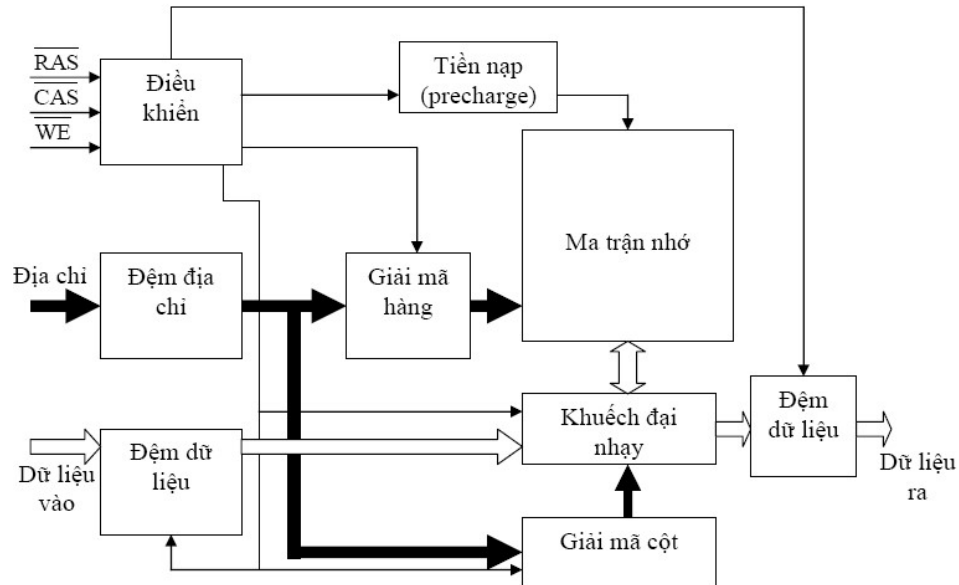 RAS
CAS
WE
Điều
khiển
Tiền nạp
(precharge)
Ma trận nhớ
Địa chỉ
Đệm địa
chỉ
Giải mã
hàng
Dữ liệu
vào
Đệm dữ
liệu
Khuếch đại
nhạy
Đệm
dữ liệu
Dữ liệu
ra
Giải mã cột